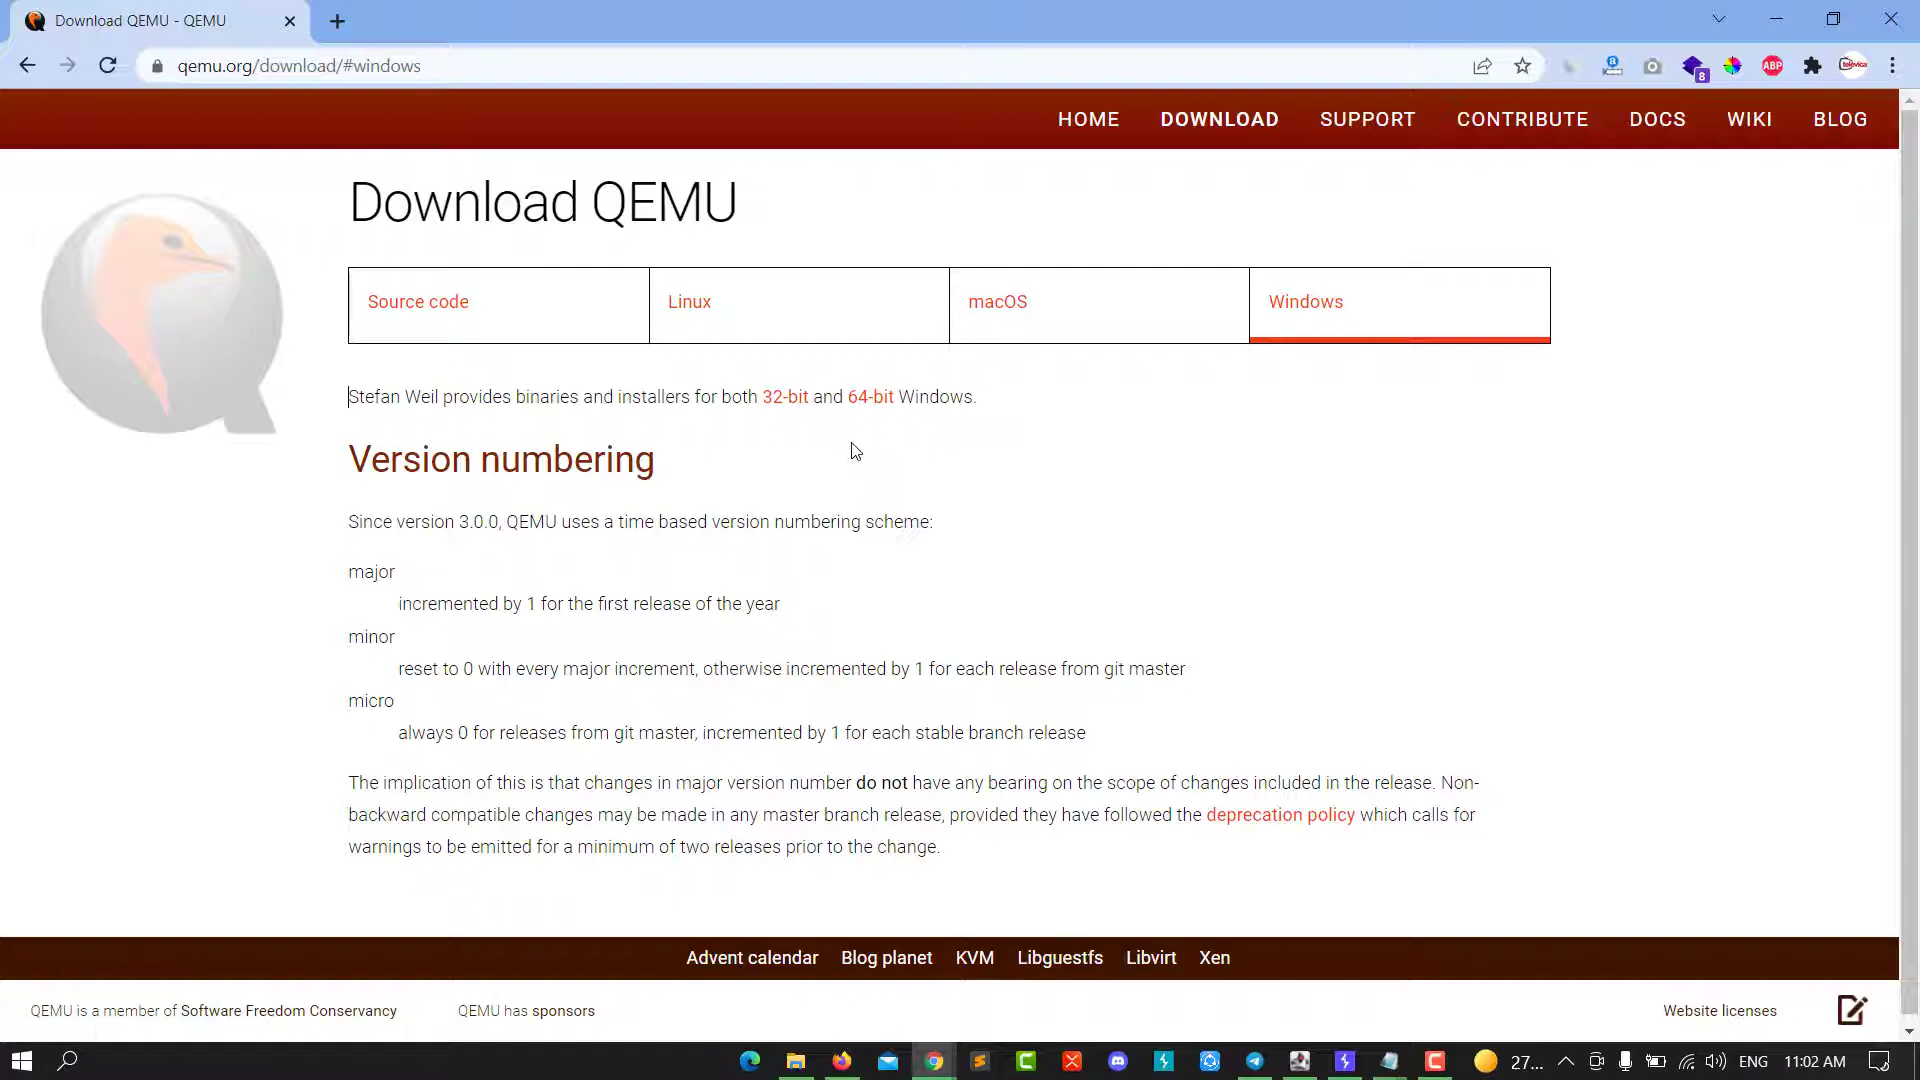 Download QEMU - QEMU
qemu.org/download/#windows
8
ABP
HOME DOWNLOAD SUPPORT CONTRIBUTE DOCS WIKI BLOG
Download QEMU
Source code Linux macOS Windows
Stefan Weil provides binaries and installers for both 32-bit and 64-bit Windows.
Version numbering
Since version 3.0.0, QEMU uses a time based version numbering scheme:
major
incremented by 1 for the first release of the year
minor
reset to 0 with every major increment, otherwise incremented by 1 for each release from git master
micro
always 0 for releases from git master, incremented by 1 for each stable branch release
The implication of this is that changes in major version number do not have any bearing on the scope of changes included in the release. Non-
backward compatible changes may be made in any master branch release, provided they have followed the deprecation policy which calls for
warnings to be emitted for a minimum of two releases prior to the change.
Advent calendar Blog planet KVM Libguestfs Libvirt Xen
QEMU is a member of Software Freedom Conservancy QEMU has sponsors Website licenses
27... ENG 11:02 AM